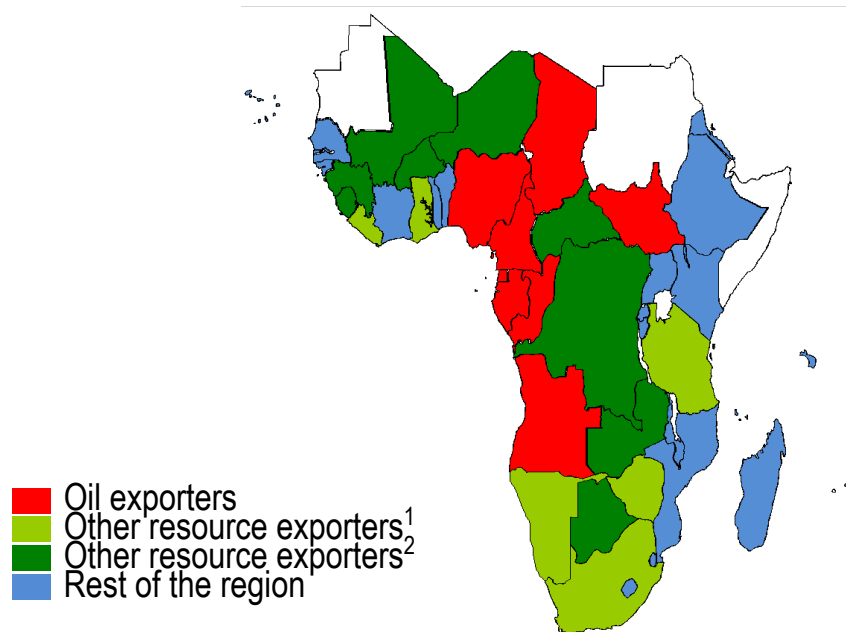 Oil exporters
Other resource exporters¹
Other resource exporters²
Rest of the region